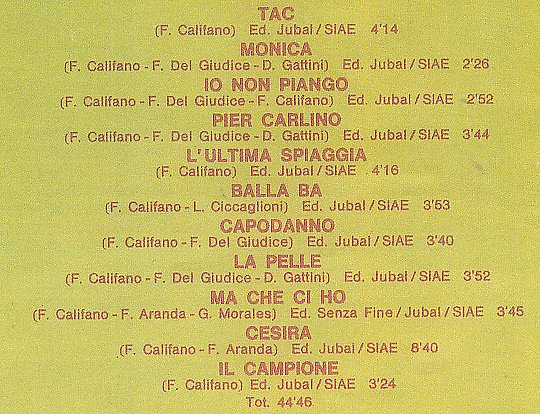 TAC
(F. Califano) Ed. Jubal/SIAE 4'14
MONICA
(F. Califano - F. Del Giudice - D. Gattini) Ed. Jubal/SIAE 2'26
IO NON PIANGO
(F. Califano - F. Del Giudice - F. Califano) Ed. Jubal/SIAE 2'52
PIER CARLINO
(F. Califano - F. Del Giudice - D. Gattini) Ed. Jubal/SIAE 3'44
L'ULTIMA SPIAGGIA
(F. Califano) Ed. Jubal/SIAE 4'16
BALLA BA
(F. Califano - L. Ciccaglioni) Ed. Jubal/SIAE 3'53
CAPODANNO
(F. Califano - F. Del Giudice) Ed. Jubal/SIAE 3'40
LA PELLE
(F. Califano - F. Del Giudice - D. Gattini) Ed. Jubal/SIAE 3'52
MA CHE CI HO
(F. Califano - F. Aranda - G. Morales) Ed. Senza Fine/Jubal/SIAE 3'45
CESIRA
(F. Califano - F. Aranda) Ed. Jubal/SIAE 8'40
IL CAMPIONE
(F. Califano) Ed. Jubal/SIAE 3'24
Tot. 44'46